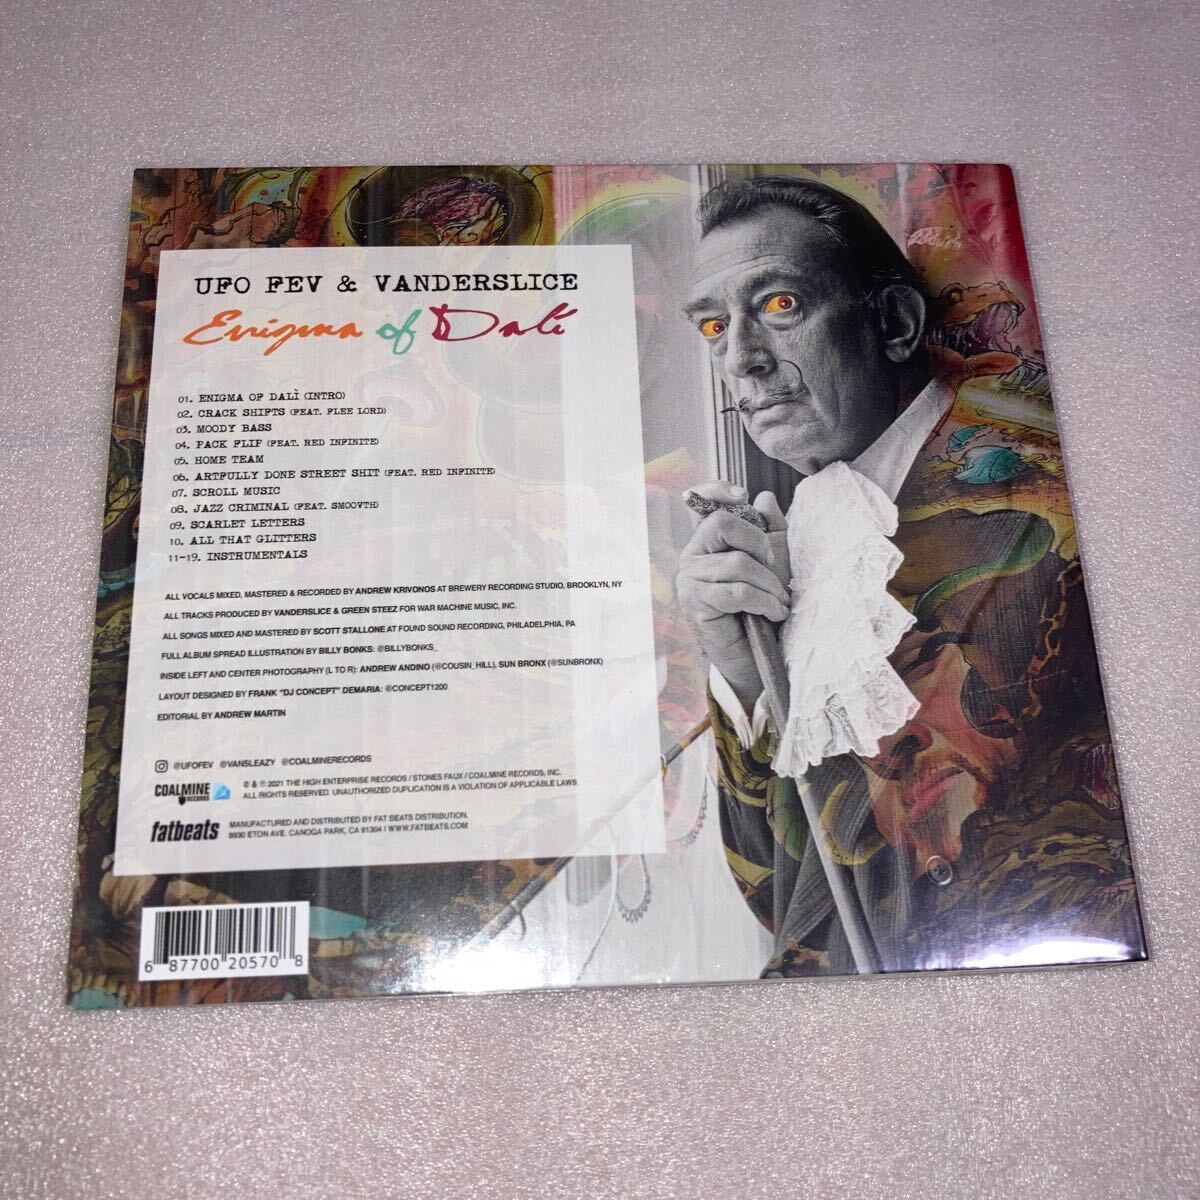 UFO FEV & VANDERSLICE
Enigma of Dalí
01. ENIGMA OF DALÌ (INTRO)
02. CRACK SHIFTS (FEAT. FLEE LORD)
03. MOODY BASS
04. PACK FLIP (FEAT. RED INFINITE)
05. HOME TEAM
06. ARTFULLY DONE STREET SHIT (FEAT. RED INFINITE)
07. SCROLL MUSIC
08. JAZZ CRIMINAL (FEAT. SMOOVTH)
09. SCARLET LETTERS
10. ALL THAT GLITTERS
11-19. INSTRUMENTALS
ALL VOCALS MIXED, MASTERED & RECORDED BY ANDREW KRIVONOS AT BREWERY RECORDING STUDIO, BROOKLYN, NY
ALL TRACKS PRODUCED BY VANDERSLICE & GREEN STEEZ FOR WAR MACHINE MUSIC, INC.
ALL SONGS MIXED AND MASTERED BY SCOTT STALLONE AT FOUND SOUND RECORDING, PHILADELPHIA, PA
FULL ALBUM SPREAD ILLUSTRATION BY BILLY BONKS: @BILLYBONKS_
INSIDE LEFT AND CENTER PHOTOGRAPHY (L TO R): ANDREW ANDINO (@COUSIN_HILL), SUN BRONX (@SUNBRONX)
LAYOUT DESIGNED BY FRANK "DJ CONCEPT" DEMARIA: @CONCEPT1200
EDITORIAL BY ANDREW MARTIN
@UFOFEV @VANSLEAZY @COALMINERECORDS
COALMINE
RECORDS
© & ℗ 2021 THE HIGH ENTERPRISE RECORDS / STONES FAUX / COALMINE RECORDS, INC.
ALL RIGHTS RESERVED. UNAUTHORIZED DUPLICATION IS A VIOLATION OF APPLICABLE LAWS
fatbeats
MANUFACTURED AND DISTRIBUTED BY FAT BEATS DISTRIBUTION.
8930 ETON AVE. CANOGA PARK, CA 91304 | WWW.FATBEATS.COM
6 87700 20570 8